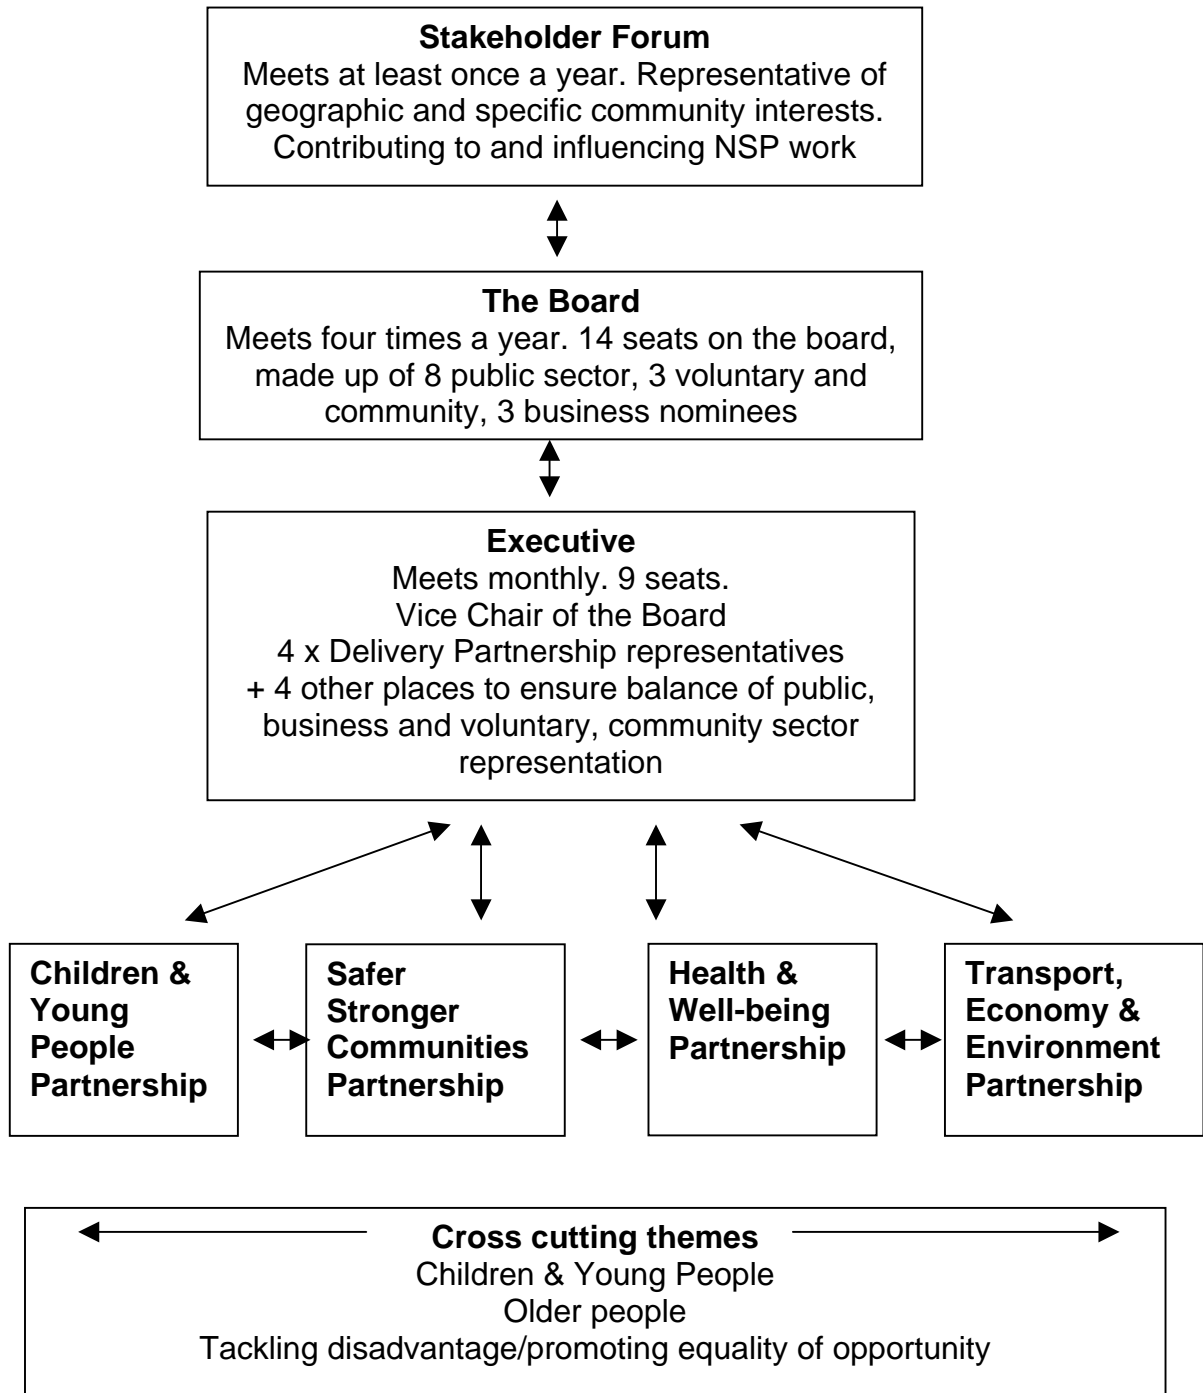 Stakeholder Forum
Meets at least once a year. Representative of
geographic and specific community interests.
Contributing to and influencing NSP work
The Board
Meets four times a year. 14 seats on the board,
made up of 8 public sector, 3 voluntary and
community, 3 business nominees
Executive
Meets monthly. 9 seats.
Vice Chair of the Board
4 x Delivery Partnership representatives
+ 4 other places to ensure balance of public,
business and voluntary, community sector
representation
Children &
Young
People
Partnership
Safer
Stronger
Communities
Partnership
Health &
Well-being
Partnership
Transport,
Economy &
Environment
Partnership
Cross cutting themes
Children & Young People
Older people
Tackling disadvantage/promoting equality of opportunity